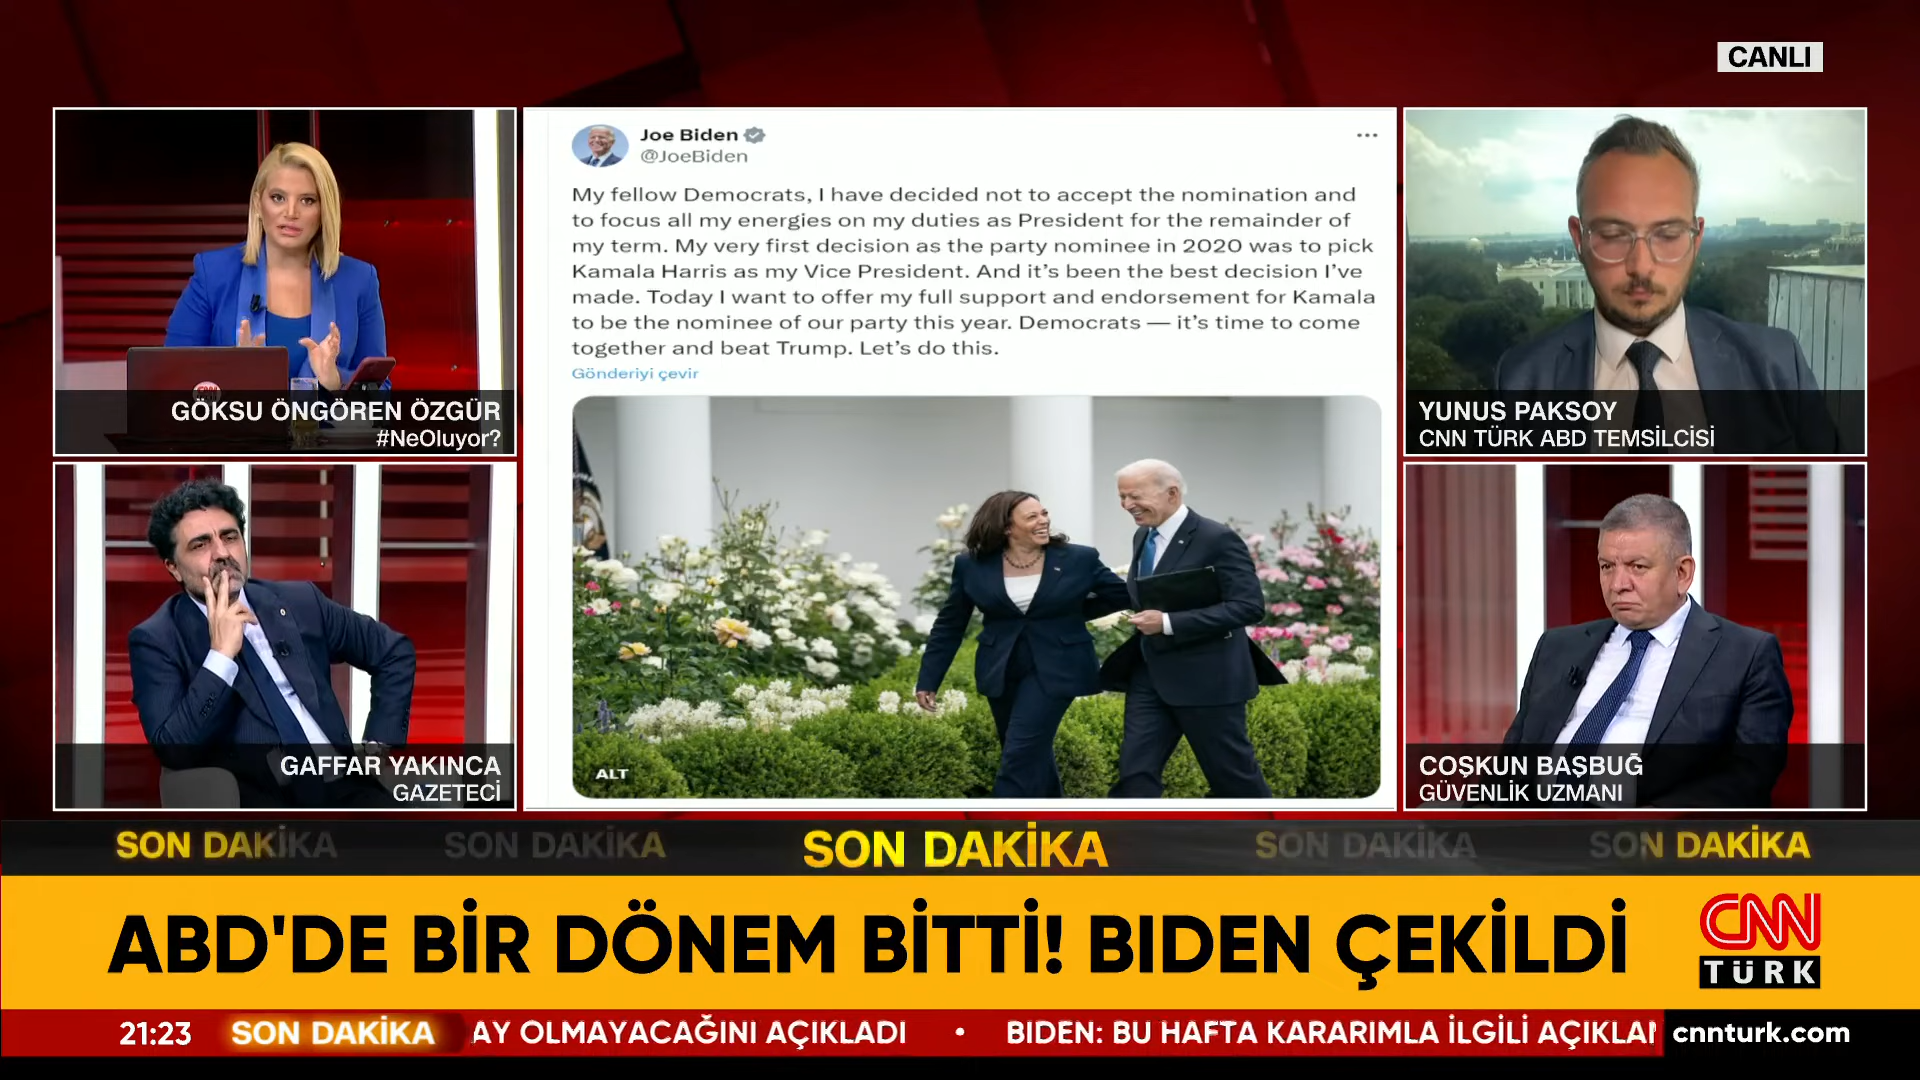 CANLI
GÖKSU ÖNGÖREN ÖZGÜR
#NeOluyor?
Joe Biden
@JoeBiden
My fellow Democrats, I have decided not to accept the nomination and
to focus all my energies on my duties as President for the remainder of
my term. My very first decision as the party nominee in 2020 was to pick
Kamala Harris as my Vice President. And it’s been the best decision I’ve
made. Today I want to offer my full support and endorsement for Kamala
to be the nominee of our party this year. Democrats — it’s time to come
together and beat Trump. Let’s do this.
Gönderiyi çevir
ALT
YUNUS PAKSOY
CNN TÜRK ABD TEMSİLCİSİ
GAFFAR YAKINCA
GAZETECİ
COŞKUN BAŞBUĞ
GÜVENLİK UZMANI
SON DAKİKA SON DAKİKA SON DAKİKA SON DAKİKA SON DAKİKA
ABD'DE BİR DÖNEM BİTTİ! BIDEN ÇEKİLDİ
CNN
TÜRK
21:23 SON DAKİKA AY OLMAYACAĞINI AÇIKLADI • BIDEN: BU HAFTA KARARIMLA İLGİLİ AÇIKLA cnnturk.com